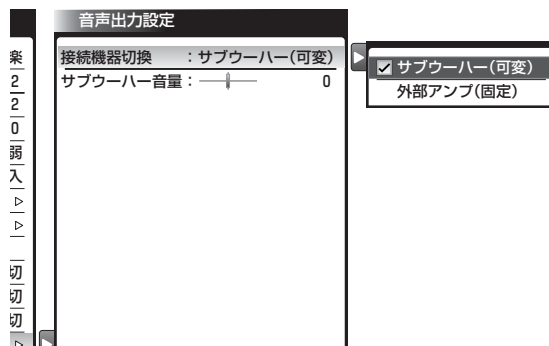 音声出力設定
接続機器切換 ：サブウーハー(可変)
サブウーハー音量： 0
サブウーハー(可変)
外部アンプ(固定)
楽
2
2
0
弱
入
切
切
切